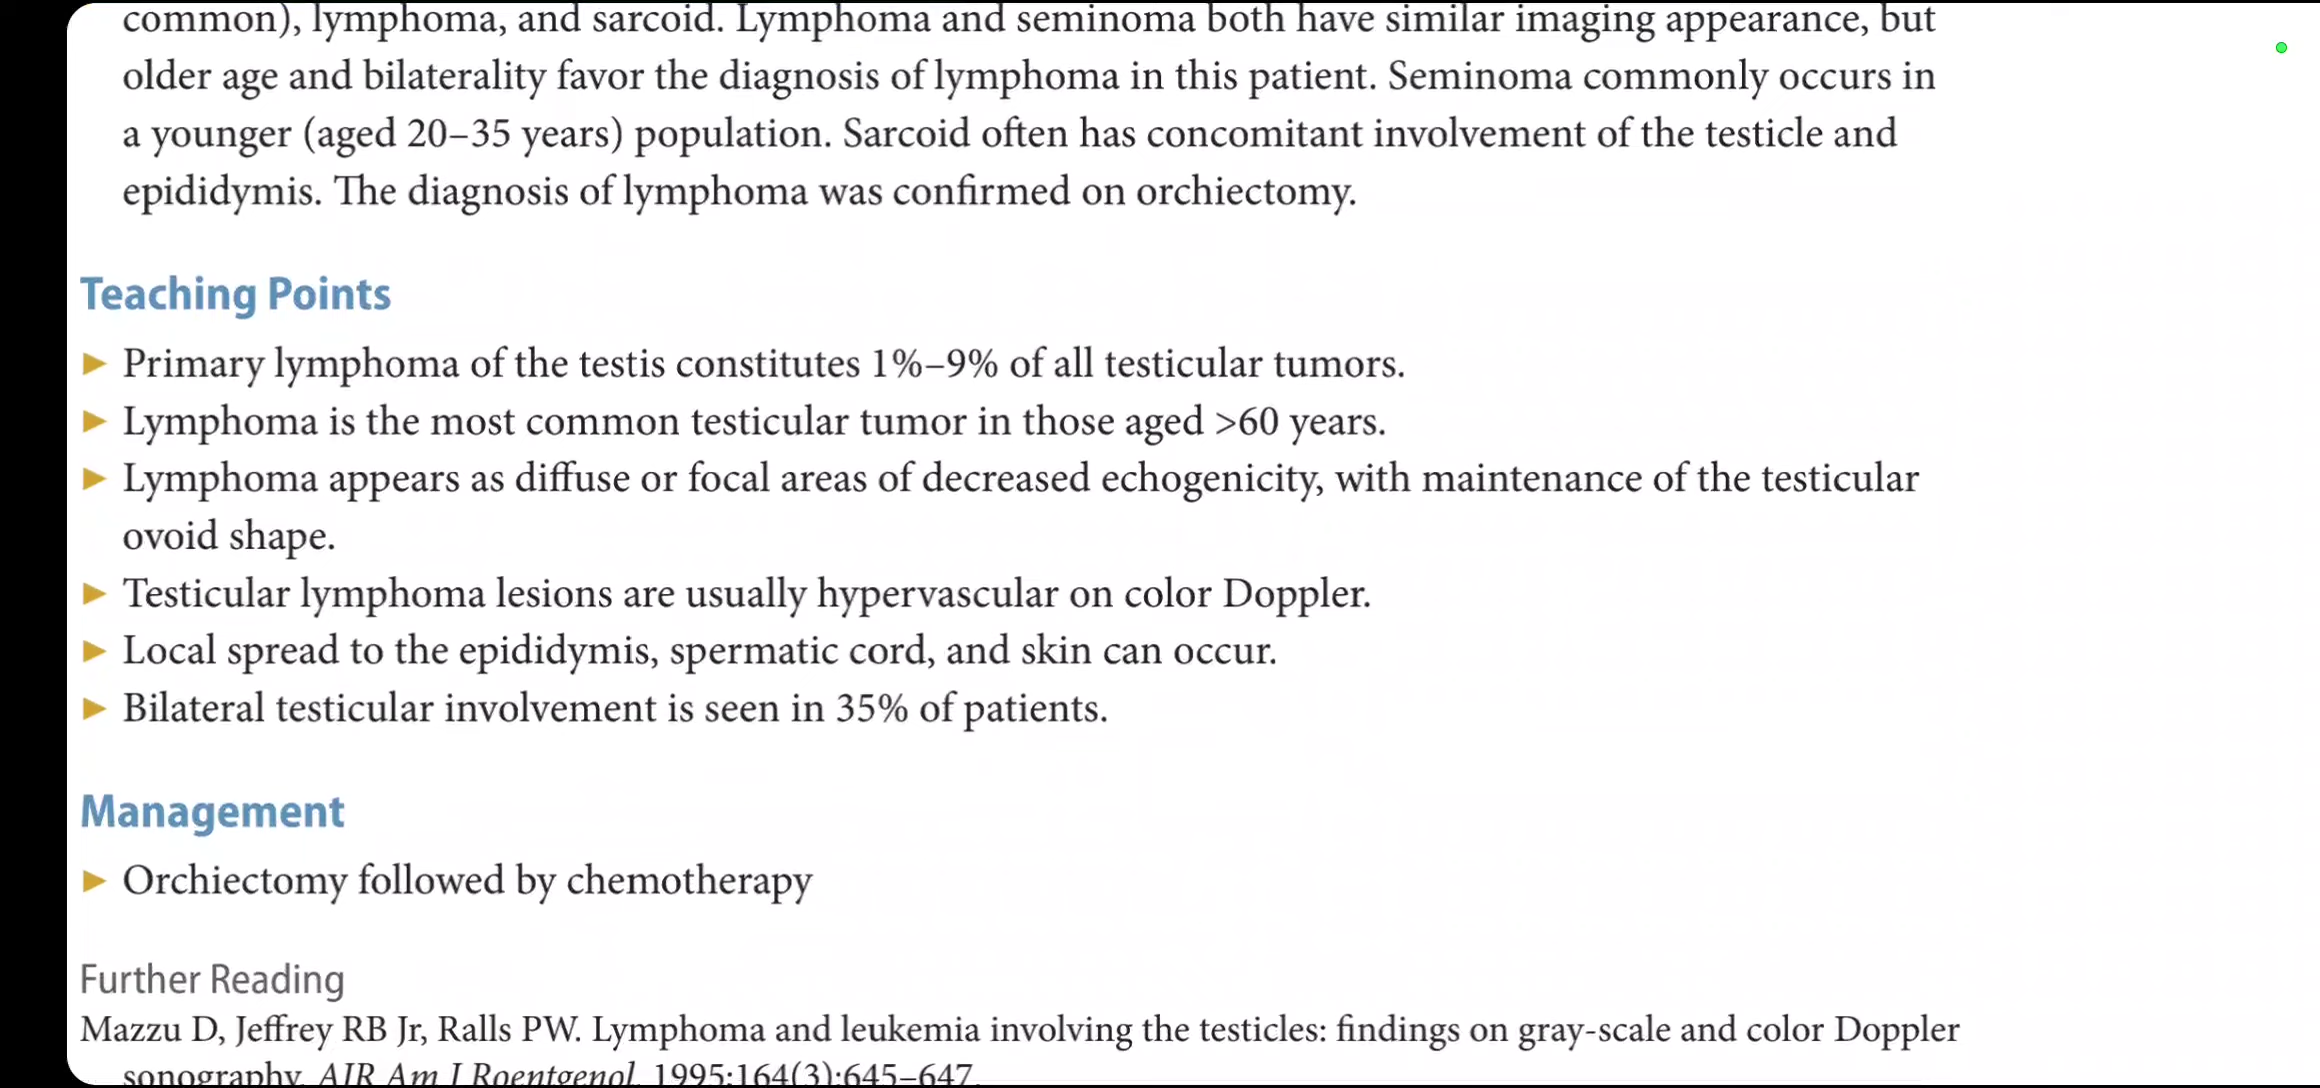 common), lymphoma, and sarcoid. Lymphoma and seminoma both have similar imaging appearance, but
older age and bilaterality favor the diagnosis of lymphoma in this patient. Seminoma commonly occurs in
a younger (aged 20–35 years) population. Sarcoid often has concomitant involvement of the testicle and
epididymis. The diagnosis of lymphoma was confirmed on orchiectomy.
Teaching Points
► Primary lymphoma of the testis constitutes 1%–9% of all testicular tumors.
► Lymphoma is the most common testicular tumor in those aged >60 years.
► Lymphoma appears as diffuse or focal areas of decreased echogenicity, with maintenance of the testicular
ovoid shape.
► Testicular lymphoma lesions are usually hypervascular on color Doppler.
► Local spread to the epididymis, spermatic cord, and skin can occur.
► Bilateral testicular involvement is seen in 35% of patients.
Management
► Orchiectomy followed by chemotherapy
Further Reading
Mazzu D, Jeffrey RB Jr, Ralls PW. Lymphoma and leukemia involving the testicles: findings on gray-scale and color Doppler
sonography. AJR Am J Roentgenol. 1995;164(3):645–647.